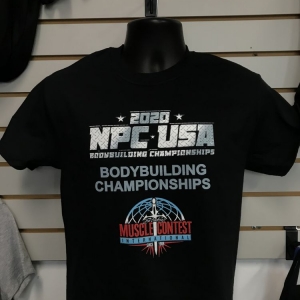 2020
NPC USA
BODYBUILDING CHAMPIONSHIPS
BODYBUILDING
CHAMPIONSHIPS
MUSCLE CONTEST
INTERNATIONAL